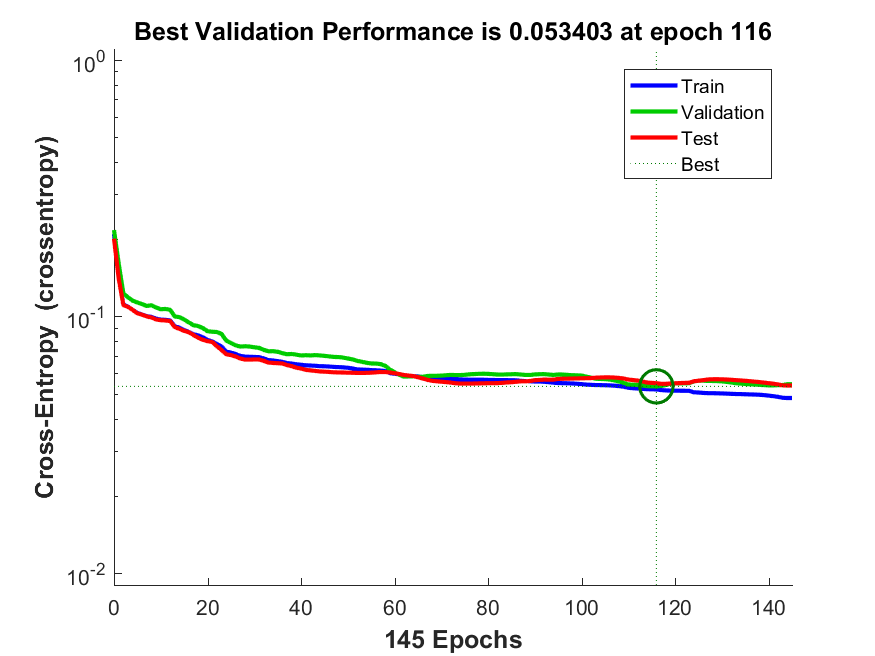 Best Validation Performance is 0.053403 at epoch 116
10^0
10^-1
10^-2
Cross-Entropy (crossentropy)
Train
Validation
Test
Best
0 20 40 60 80 100 120 140
145 Epochs